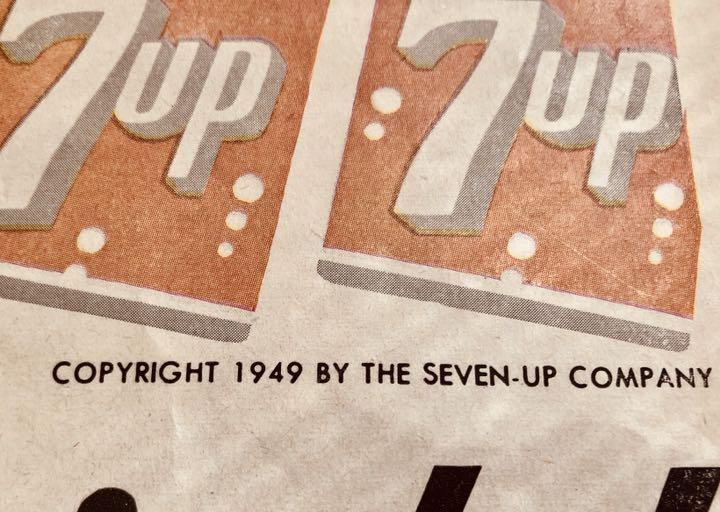 7up 7up
COPYRIGHT 1949 BY THE SEVEN-UP COMPANY